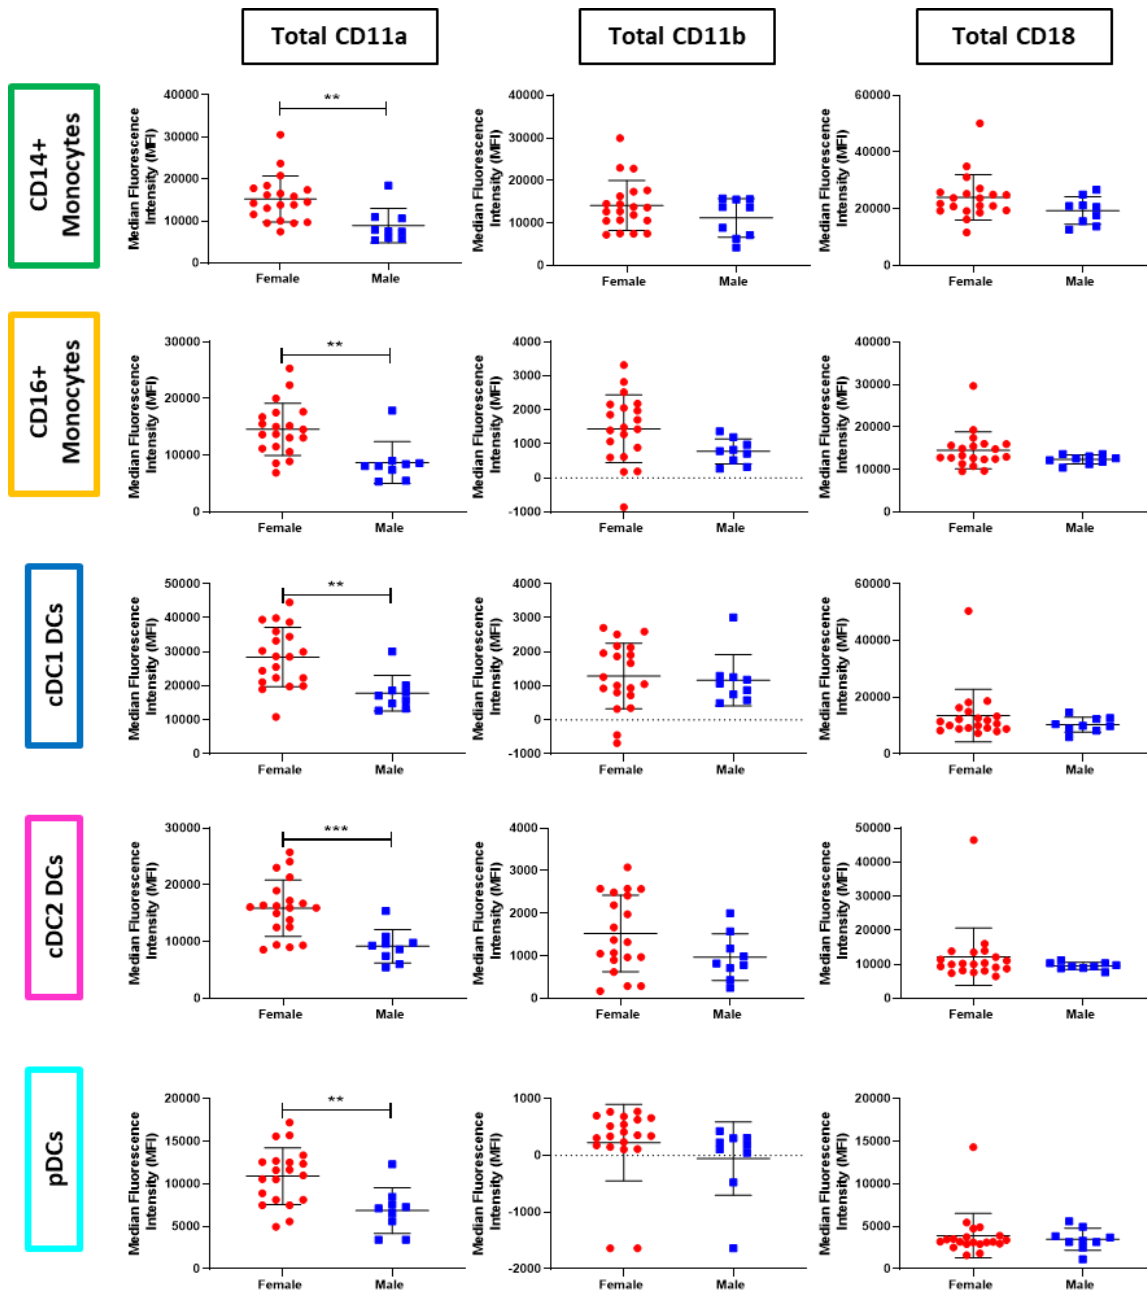 Total CD11a
Total CD11b
Total CD18
CD14+
Monocytes
Median Fluorescence
Intensity (MFI)
40000
30000
20000
10000
0
**
Female
Male
Median Fluorescence
Intensity (MFI)
40000
30000
20000
10000
0
Female
Male
Median Fluorescence
Intensity (MFI)
60000
40000
20000
0
Female
Male
CD16+
Monocytes
Median Fluorescence
Intensity (MFI)
30000
20000
10000
0
**
Female
Male
Median Fluorescence
Intensity (MFI)
4000
3000
2000
1000
0
-1000
Female
Male
Median Fluorescence
Intensity (MFI)
40000
30000
20000
10000
0
Female
Male
cDC1 DCs
Median Fluorescence
Intensity (MFI)
50000
40000
30000
20000
10000
0
**
Female
Male
Median Fluorescence
Intensity (MFI)
4000
3000
2000
1000
0
-1000
Female
Male
Median Fluorescence
Intensity (MFI)
60000
40000
20000
0
Female
Male
cDC2 DCs
Median Fluorescence
Intensity (MFI)
30000
20000
10000
0
***
Female
Male
Median Fluorescence
Intensity (MFI)
4000
3000
2000
1000
0
Female
Male
Median Fluorescence
Intensity (MFI)
50000
40000
30000
20000
10000
0
Female
Male
pDCs
Median Fluorescence
Intensity (MFI)
20000
15000
10000
5000
0
**
Female
Male
Median Fluorescence
Intensity (MFI)
1000
0
-1000
-2000
Female
Male
Median Fluorescence
Intensity (MFI)
20000
15000
10000
5000
0
Female
Male